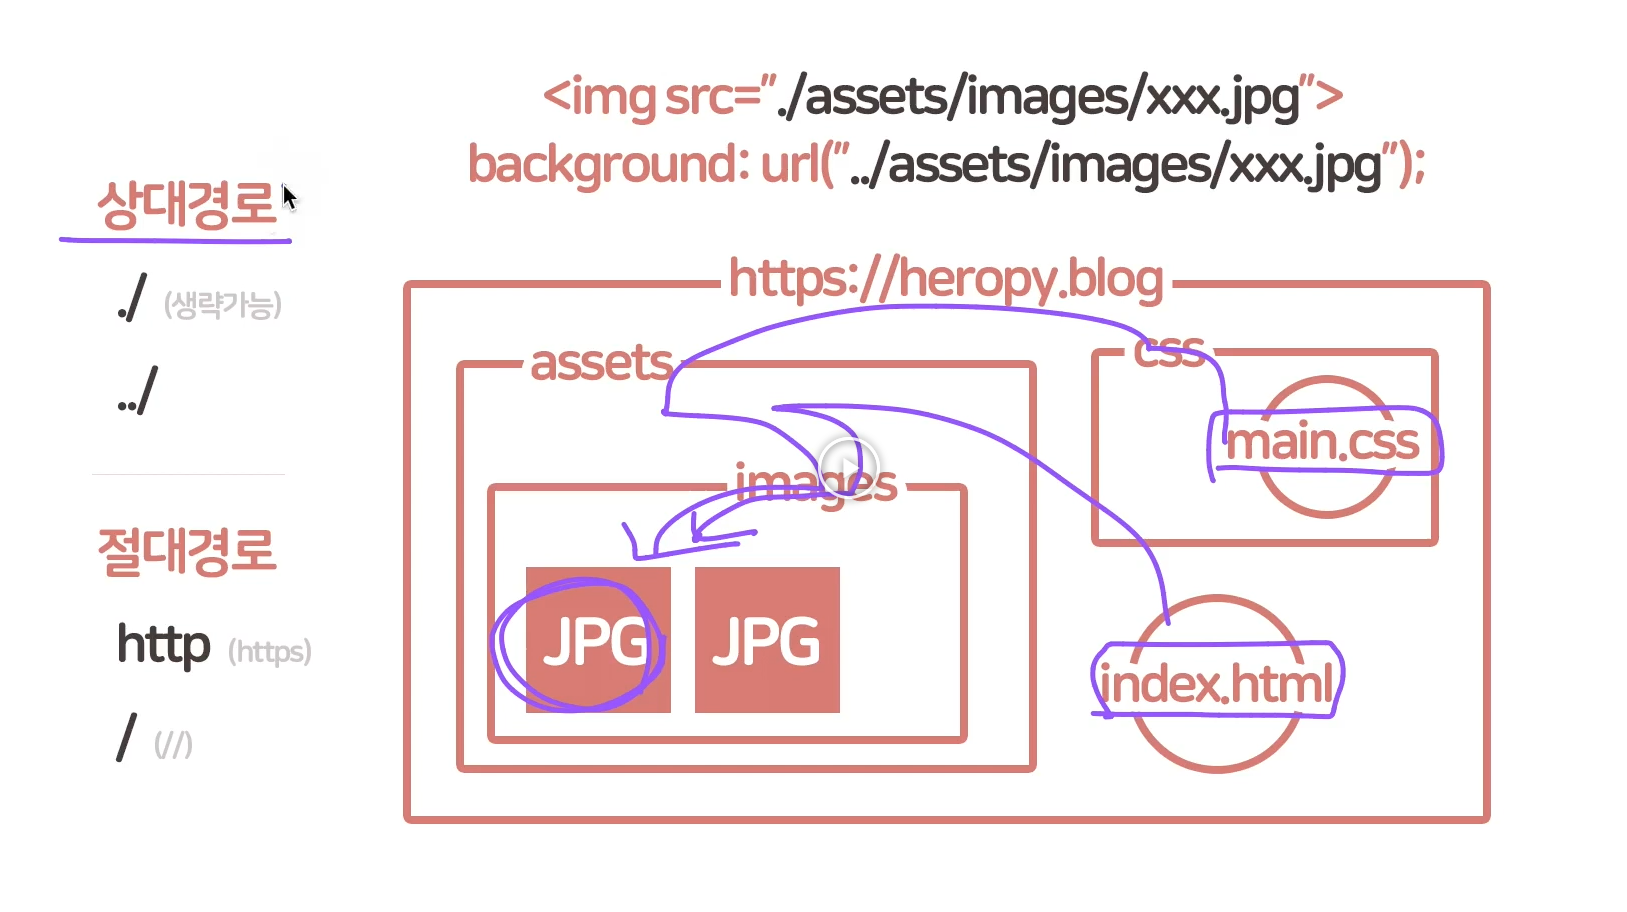 <img src="./assets/images/xxx.jpg">
background: url("../assets/images/xxx.jpg");
상대경로
./ (생략가능)
../
절대경로
http (https)
/ (//)
https://heropy.blog
assets
css
main.css
images
JPG JPG
index.html